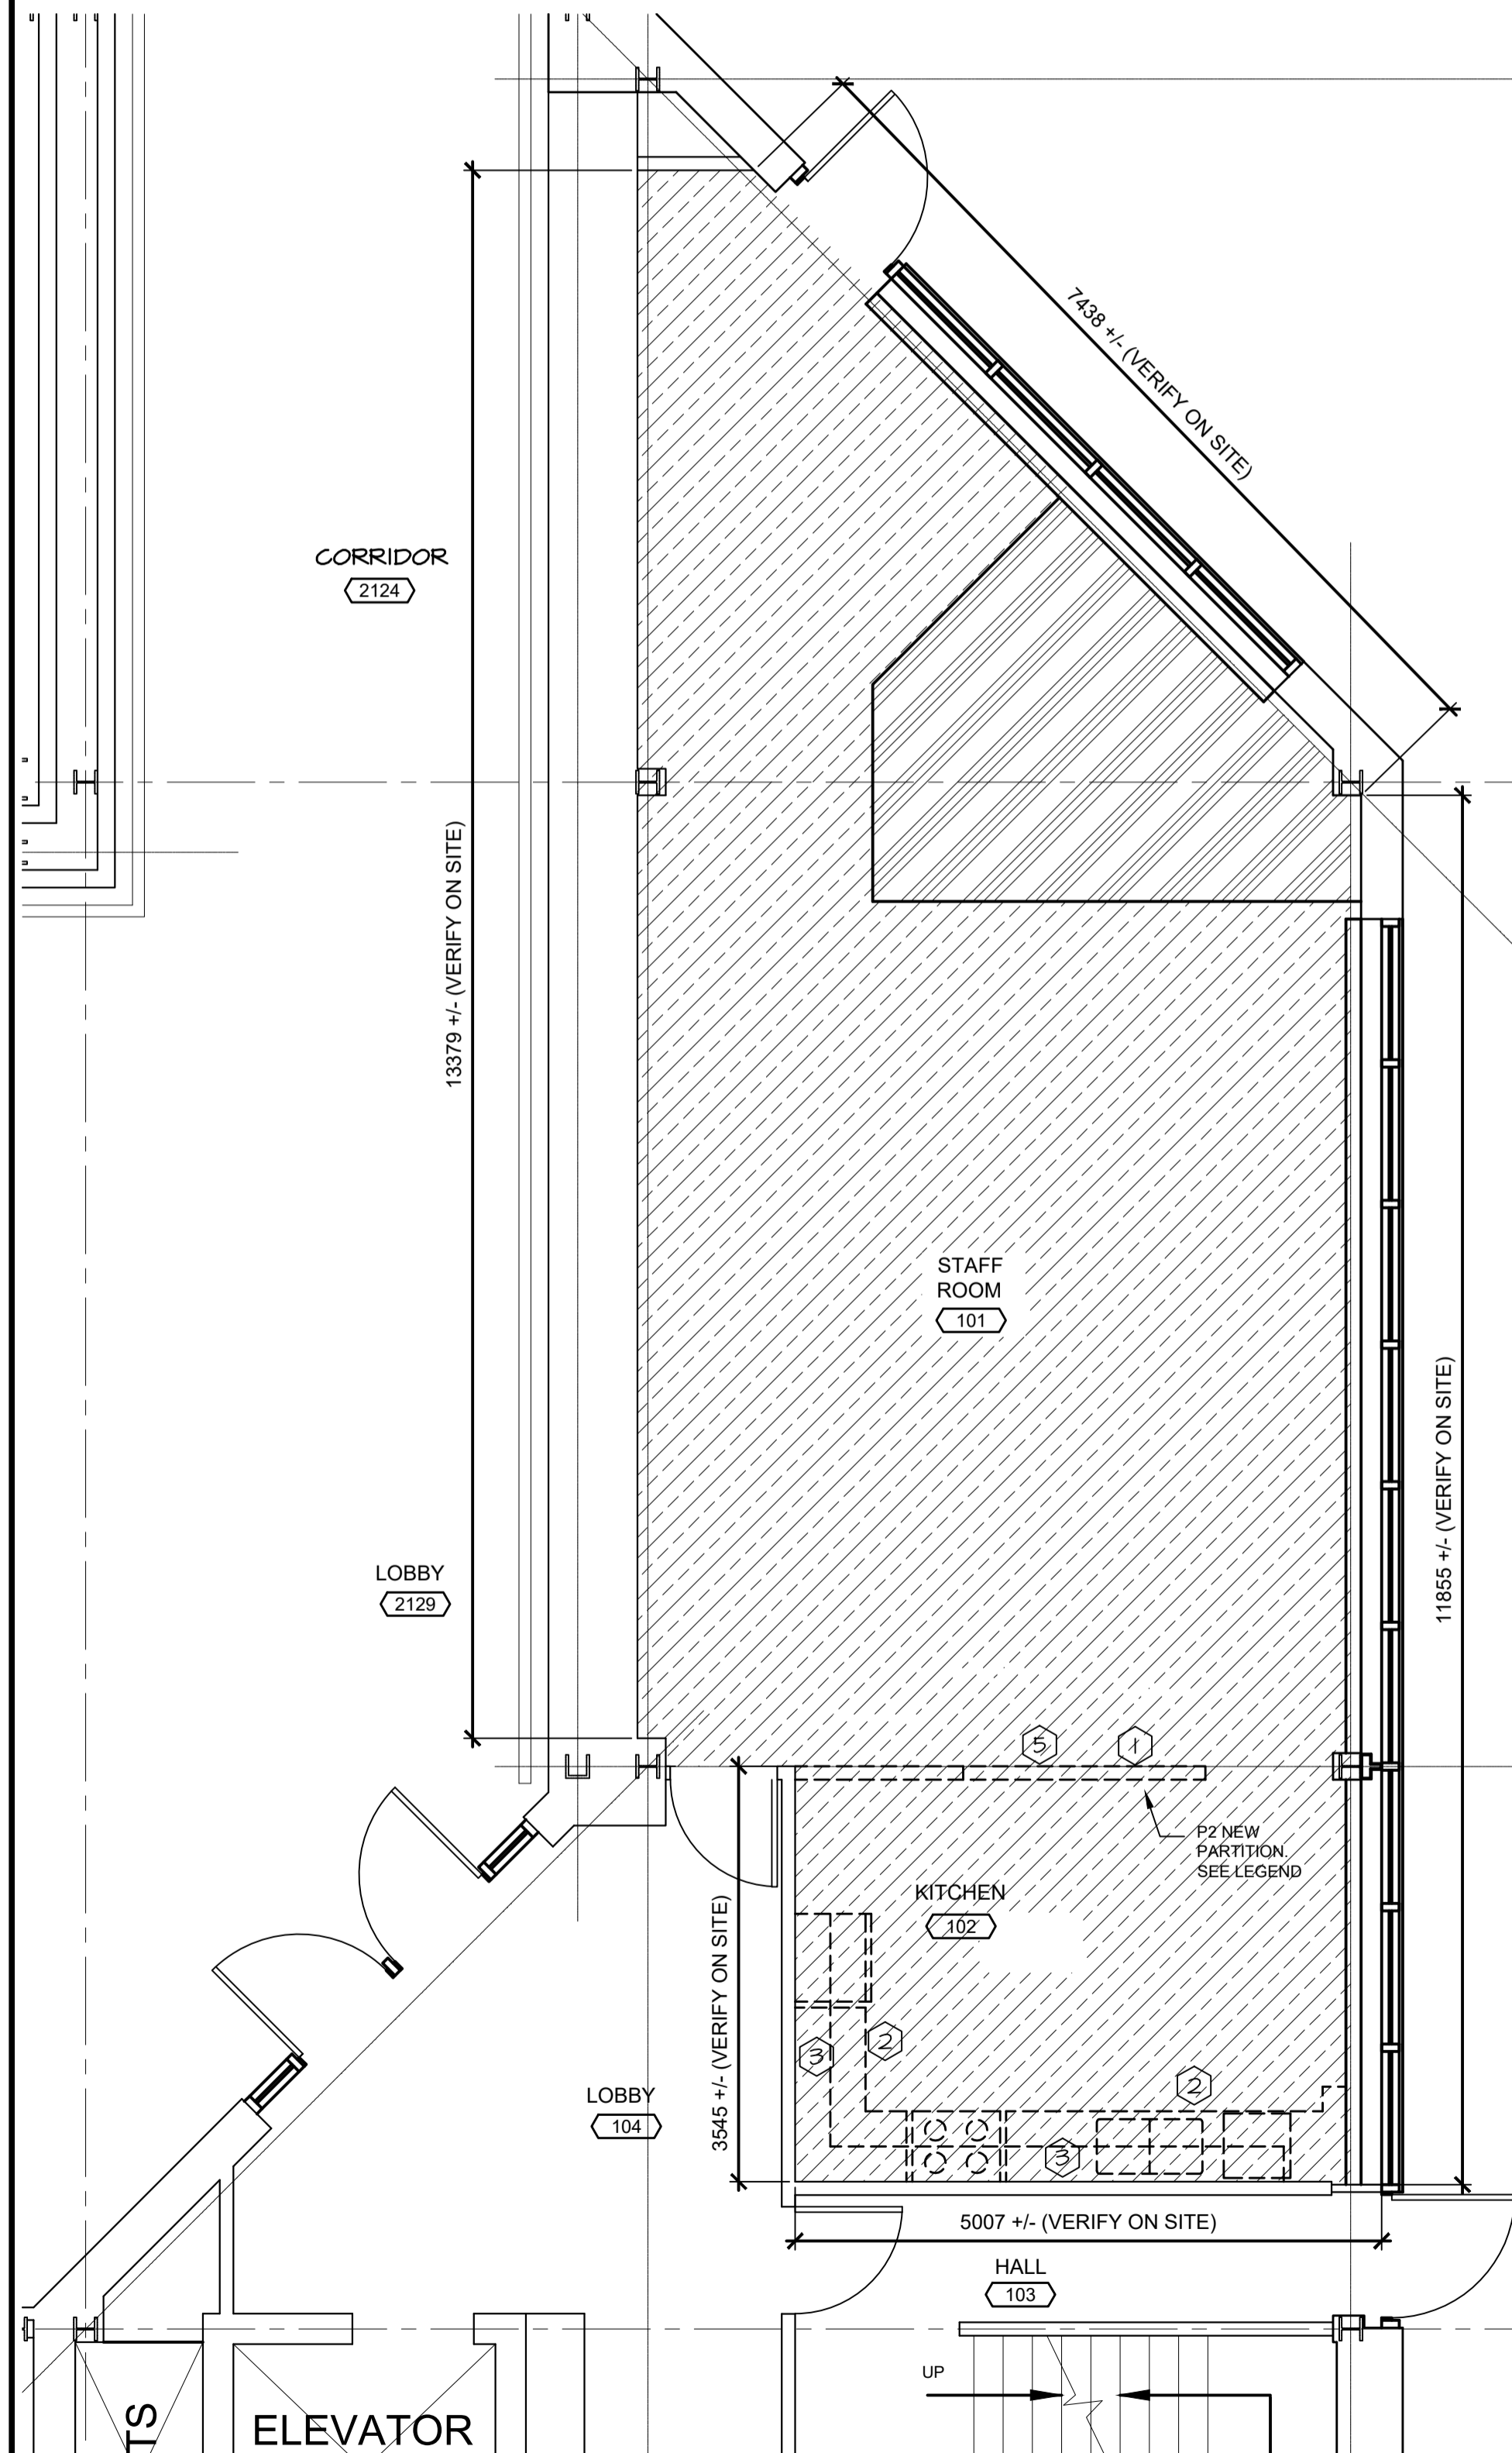 7438 +/- (VERIFY ON SITE)
CORRIDOR
2124
13379 +/- (VERIFY ON SITE)
STAFF
ROOM
101
11855 +/- (VERIFY ON SITE)
LOBBY
2129
5
1
P2 NEW
PARTITION.
SEE LEGEND
KITCHEN
102
3545 +/- (VERIFY ON SITE)
3
2
2
3
LOBBY
104
5007 +/- (VERIFY ON SITE)
HALL
103
UP
TS
ELEVATOR